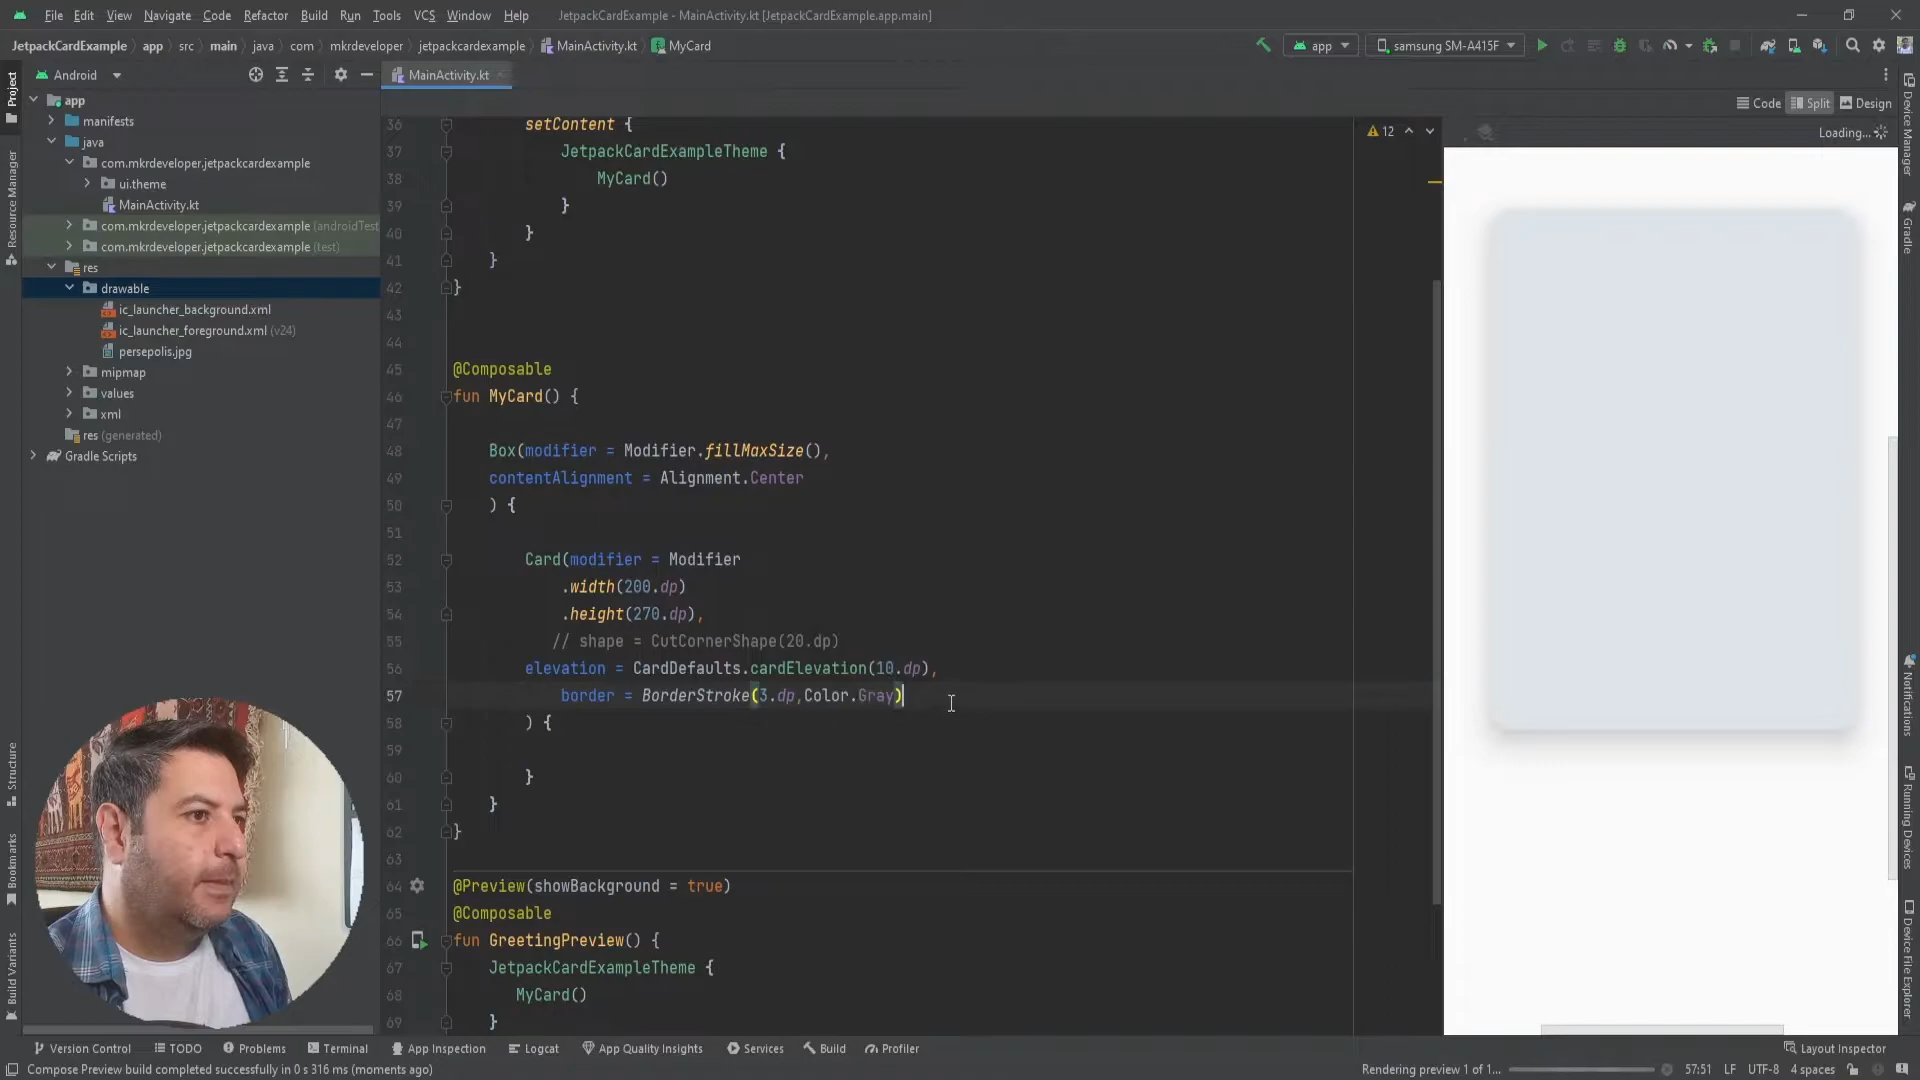 File Edit View Navigate Code Refactor Build Run Tools VCS Window Help JetpackCardExample - MainActivity.kt [JetpackCardExample.app.main]
JetpackCardExample app src main java com mkrdeveloper jetpackcardexample MainActivity.kt MyCard app samsung SM-A415F
Project
Resource Manager
Structure
Bookmarks
Build Variants
Android
app
manifests
java
com.mkrdeveloper.jetpackcardexample
ui.theme
MainActivity.kt
com.mkrdeveloper.jetpackcardexample (androidTest
com.mkrdeveloper.jetpackcardexample (test)
res
drawable
ic_launcher_background.xml
ic_launcher_foreground.xml (v24)
persepolis.jpg
mipmap
values
xml
res (generated)
Gradle Scripts
MainActivity.kt
Code Split Design
12
Loading...
36 setContent {
37 JetpackCardExampleTheme {
38 MyCard()
39 }
40 }
41 }
42 }
43
44
45 @Composable
46 fun MyCard() {
47
48 Box(modifier = Modifier.fillMaxSize(),
49 contentAlignment = Alignment.Center
50 ) {
51
52 Card(modifier = Modifier
53 .width(200.dp)
54 .height(270.dp),
55 // shape = CutCornerShape(20.dp)
56 elevation = CardDefaults.cardElevation(10.dp),
57 border = BorderStroke(3.dp,Color.Gray)
58 ) {
59
60 }
61 }
62 }
63
64 @Preview(showBackground = true)
65 @Composable
66 fun GreetingPreview() {
67 JetpackCardExampleTheme {
68 MyCard()
69 }
Device Manager
Gradle
Notifications
Running Devices
Device File Explorer
Version Control TODO Problems Terminal App Inspection Logcat App Quality Insights Services Build Profiler Layout Inspector
Compose Preview build completed successfully in 0 s 316 ms (moments ago) Rendering preview 1 of 1... 57:51 LF UTF-8 4 spaces